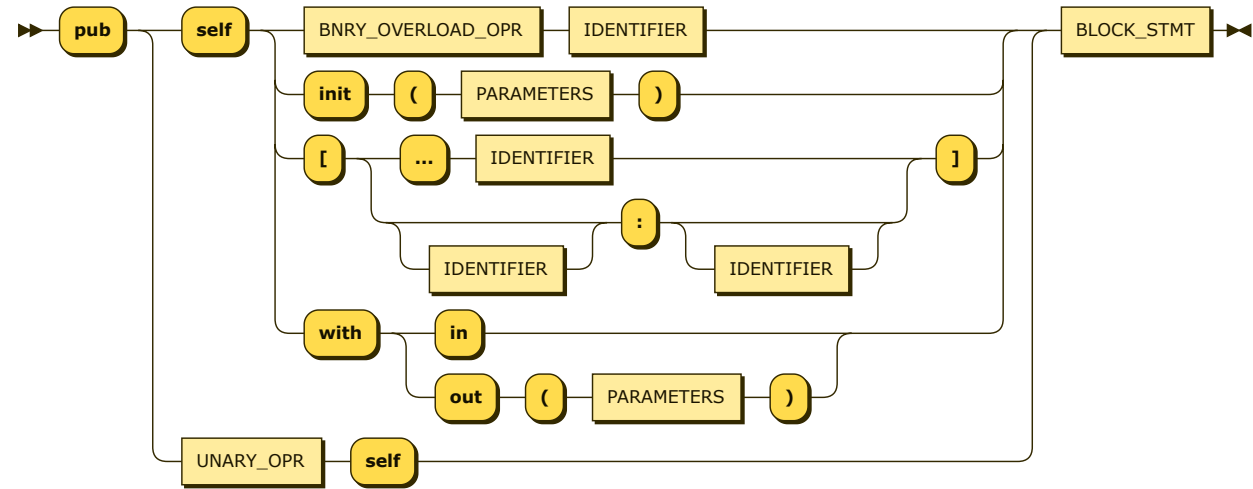 pub self BNRY_OVERLOAD_OPR IDENTIFIER BLOCK_STMT
init ( PARAMETERS )
[ ... IDENTIFIER ]
:
IDENTIFIER IDENTIFIER
with in
out ( PARAMETERS )
UNARY_OPR self